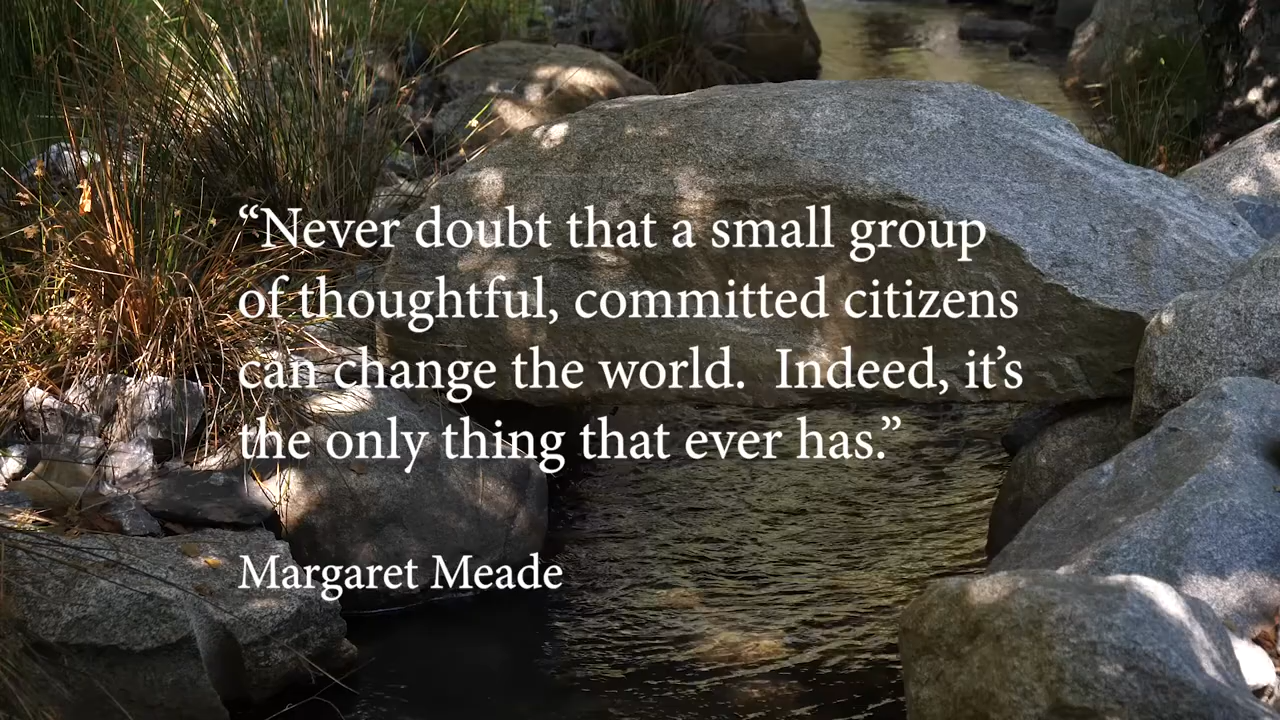 “Never doubt that a small group
of thoughtful, committed citizens
can change the world.  Indeed, it’s
the only thing that ever has.”
Margaret Meade